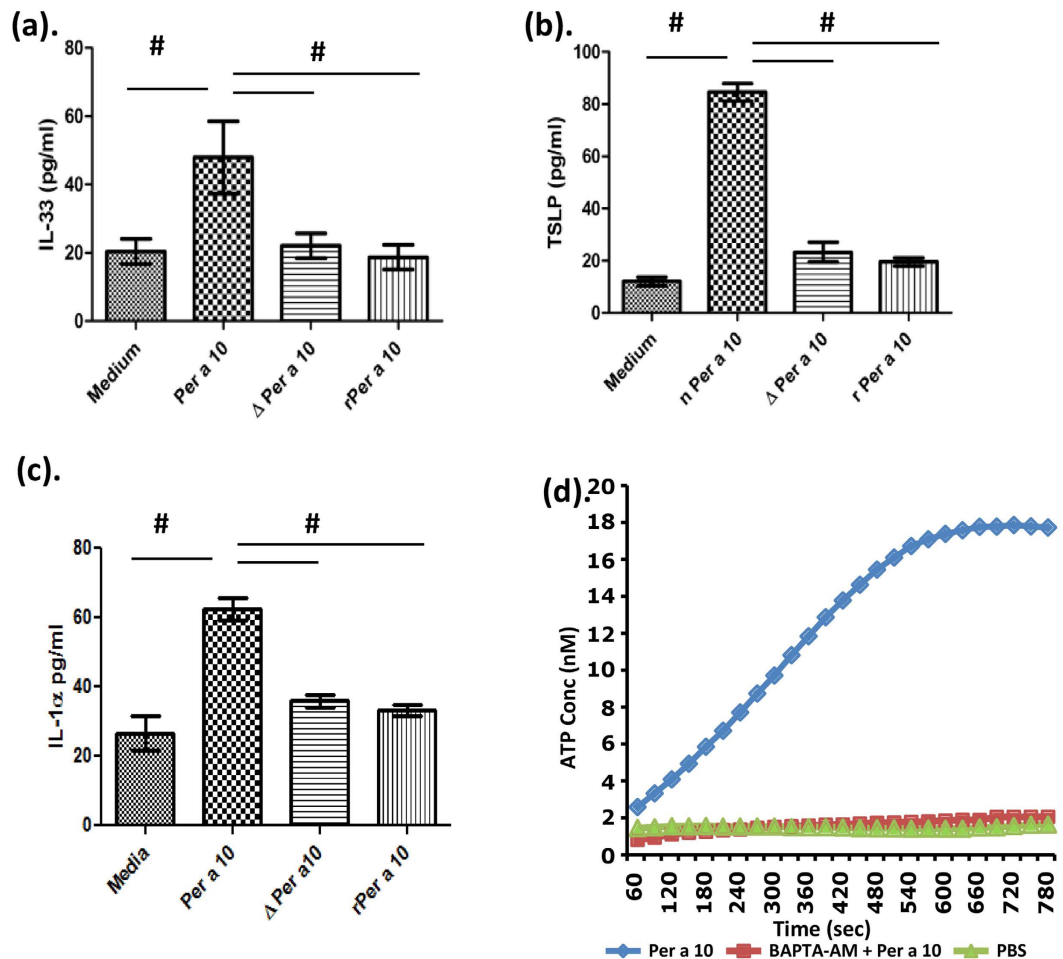 (a).
#
#
80
60
40
20
0
IL-33 (pg/ml)
Medium
Per a 10
Δ Per a 10
rPer a 10
(b).
#
#
100
80
60
40
20
0
TSLP (pg/ml)
Medium
n Per a 10
Δ Per a 10
r Per a 10
(c).
#
#
80
60
40
20
0
IL-1α pg/ml
Media
Per a 10
Δ Per a10
rPer a 10
(d).
20
18
16
14
12
10
8
6
4
2
0
ATP Conc (nM)
60
120
180
240
300
360
420
480
540
600
660
720
780
Time (sec)
Per a 10 BAPTA-AM + Per a 10 PBS